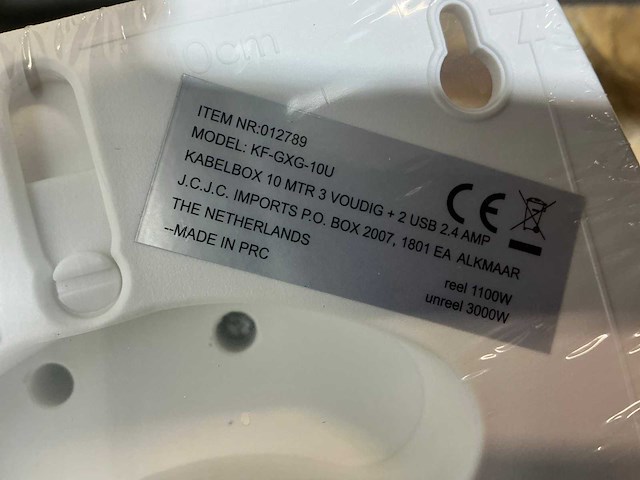 10cm
ITEM NR:012789
MODEL: KF-GXG-10U
KABELBOX 10 MTR 3 VOUDIG + 2 USB 2.4 AMP
J.C.J.C. IMPORTS P.O. BOX 2007, 1801 EA ALKMAAR
THE NETHERLANDS
--MADE IN PRC
CE
reel 1100W
unreel 3000W